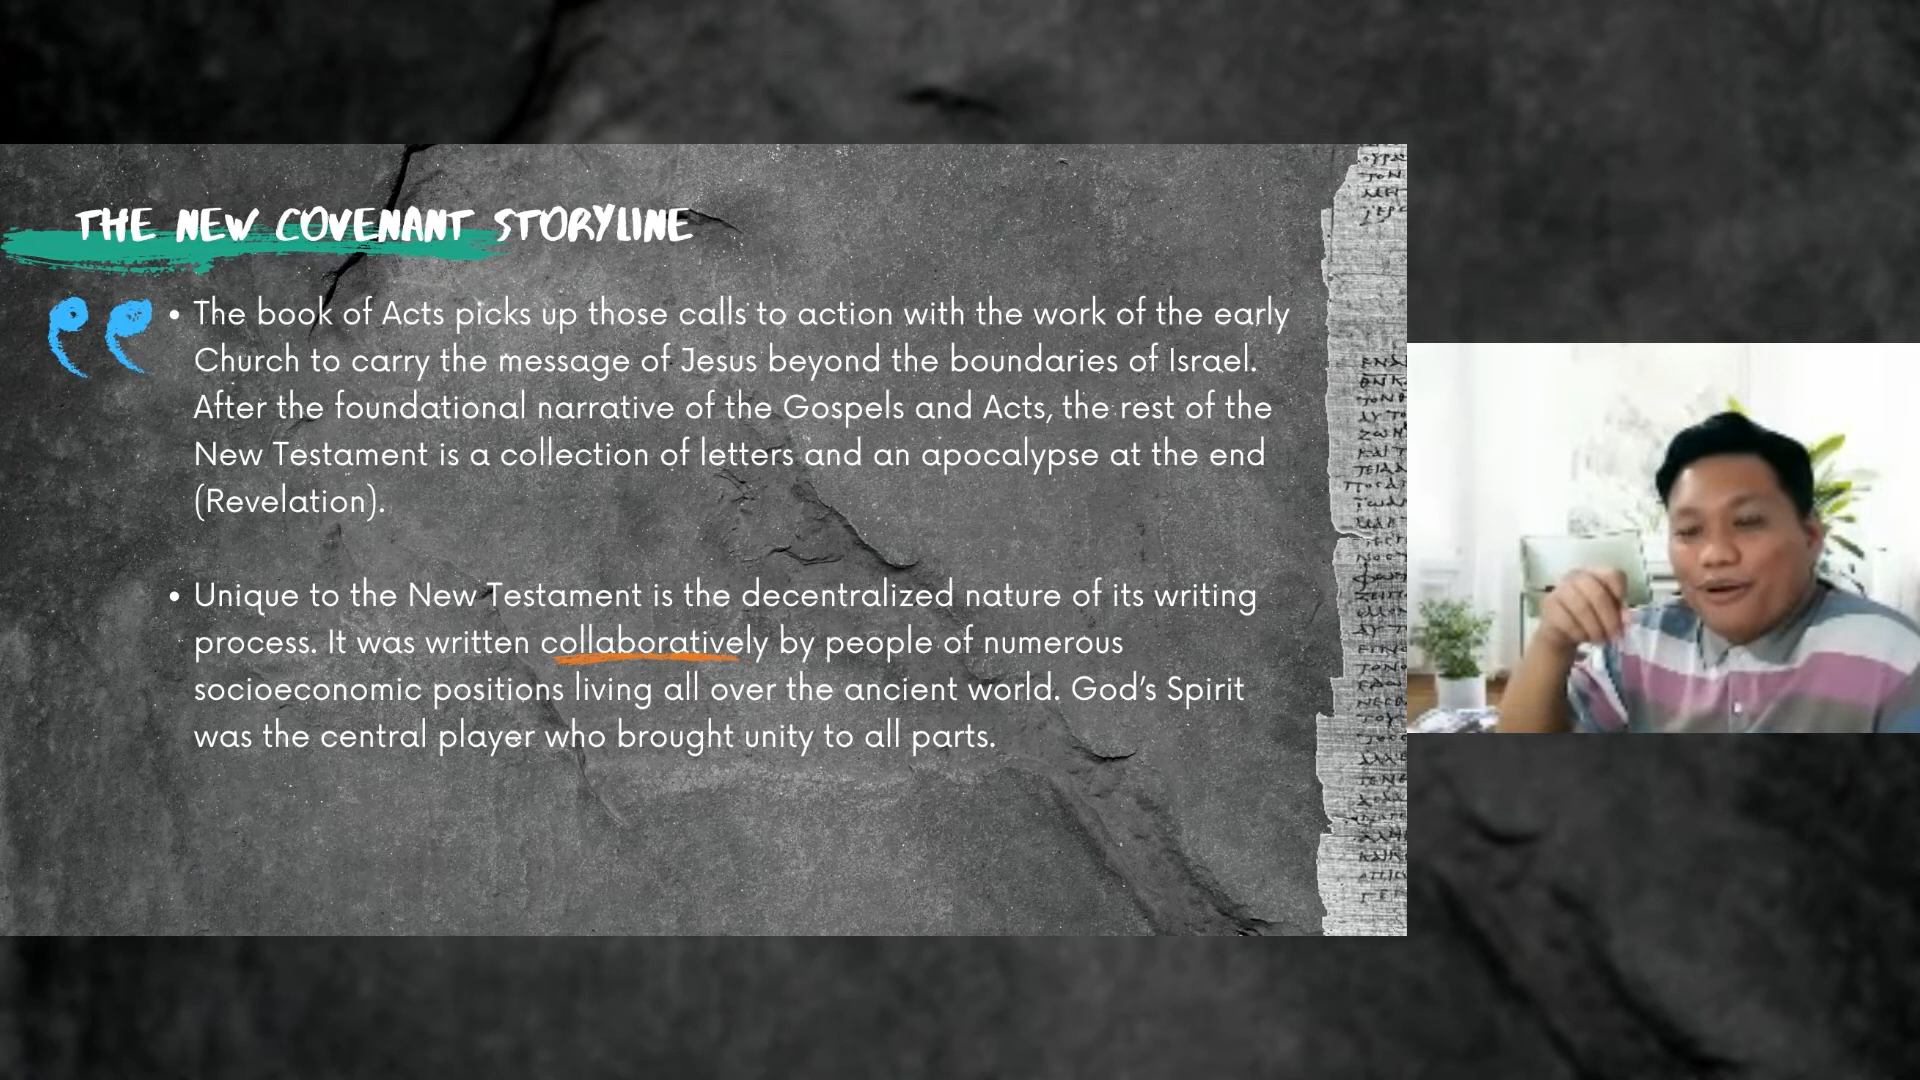 THE NEW COVENANT STORYLINE
• The book of Acts picks up those calls to action with the work of the early
Church to carry the message of Jesus beyond the boundaries of Israel.
After the foundational narrative of the Gospels and Acts, the rest of the
New Testament is a collection of letters and an apocalypse at the end
(Revelation).
• Unique to the New Testament is the decentralized nature of its writing
process. It was written collaboratively by people of numerous
socioeconomic positions living all over the ancient world. God's Spirit
was the central player who brought unity to all parts.